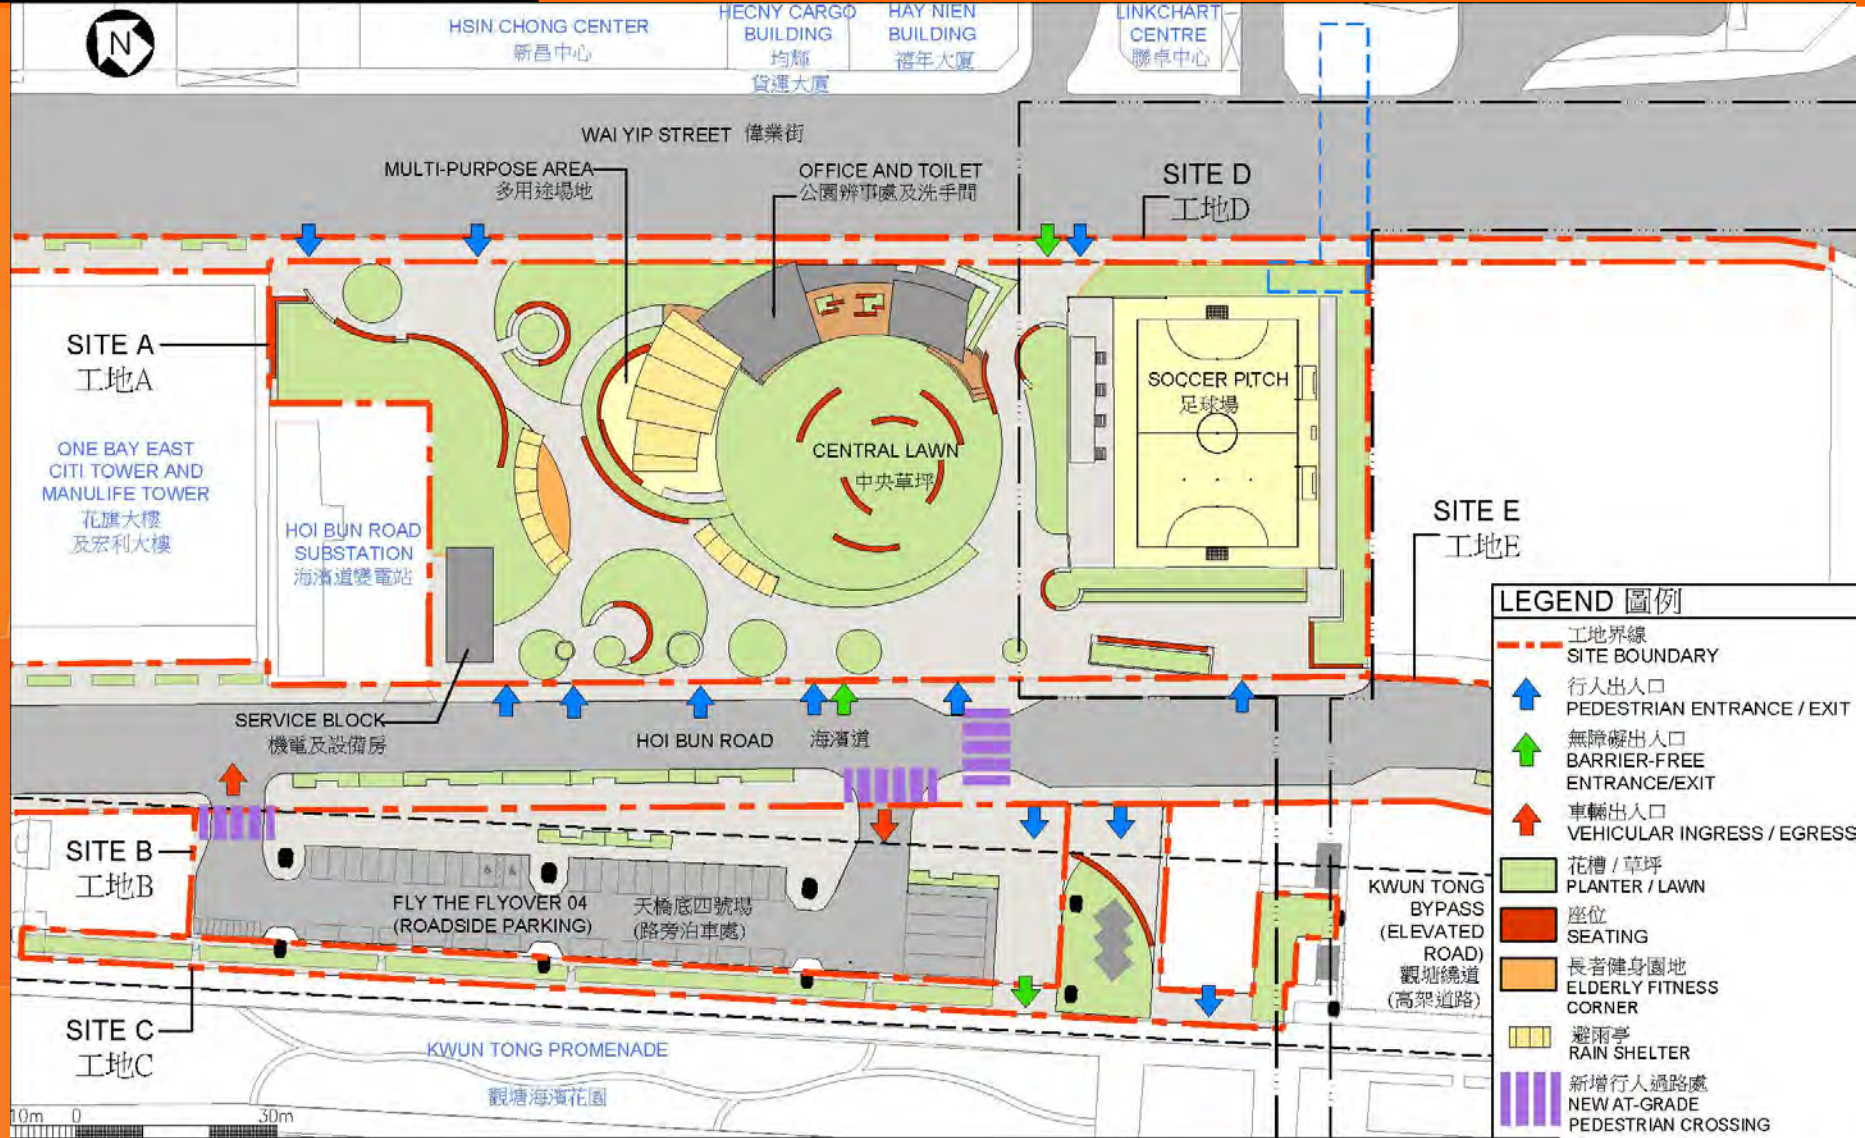 N
HSIN CHONG CENTER
新昌中心
HECNY CARGO
BUILDING
均輝
貨運大廈
HAY NIEN
BUILDING
禧年大廈
LINKCHART
CENTRE
聯卓中心
WAI YIP STREET 偉業街
MULTI-PURPOSE AREA
多用途場地
OFFICE AND TOILET
公園辦事處及洗手間
SITE D
工地D
SITE A
工地A
ONE BAY EAST
CITI TOWER AND
MANULIFE TOWER
花旗大樓
及宏利大樓
HOI BUN ROAD
SUBSTATION
海濱道變電站
CENTRAL LAWN
中央草坪
SOCCER PITCH
足球場
SITE E
工地E
SERVICE BLOCK
機電及設備房
HOI BUN ROAD 海濱道
SITE B
工地B
FLY THE FLYOVER 04
(ROADSIDE PARKING)
天橋底四號場
(路旁泊車處)
KWUN TONG
BYPASS
(ELEVATED
ROAD)
觀塘繞道
(高架道路)
SITE C
工地C
KWUN TONG PROMENADE
觀塘海濱花園
10m 0 30m
LEGEND 圖例
工地界線
SITE BOUNDARY
行人出入口
PEDESTRIAN ENTRANCE / EXIT
無障礙出入口
BARRIER-FREE
ENTRANCE/EXIT
車輛出入口
VEHICULAR INGRESS / EGRESS
花槽 / 草坪
PLANTER / LAWN
座位
SEATING
長者健身園地
ELDERLY FITNESS
CORNER
避雨亭
RAIN SHELTER
新增行人過路處
NEW AT-GRADE
PEDESTRIAN CROSSING